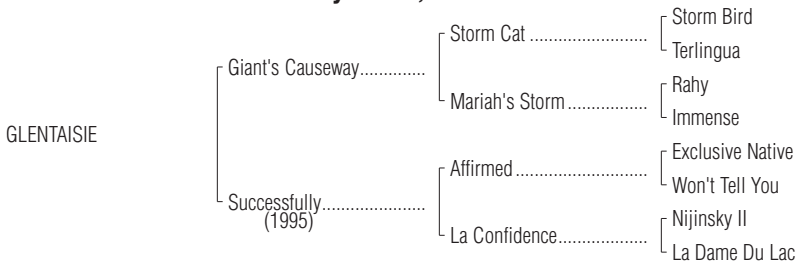 Storm Bird
Storm Cat ......................
Terlingua
Giant's Causeway..............
Rahy
Mariah's Storm ...............
Immense
GLENTAISIE
Exclusive Native
Affirmed .........................
Won't Tell You
Successfully .....................
(1995)
Nijinsky II
La Confidence .................
La Dame Du Lac